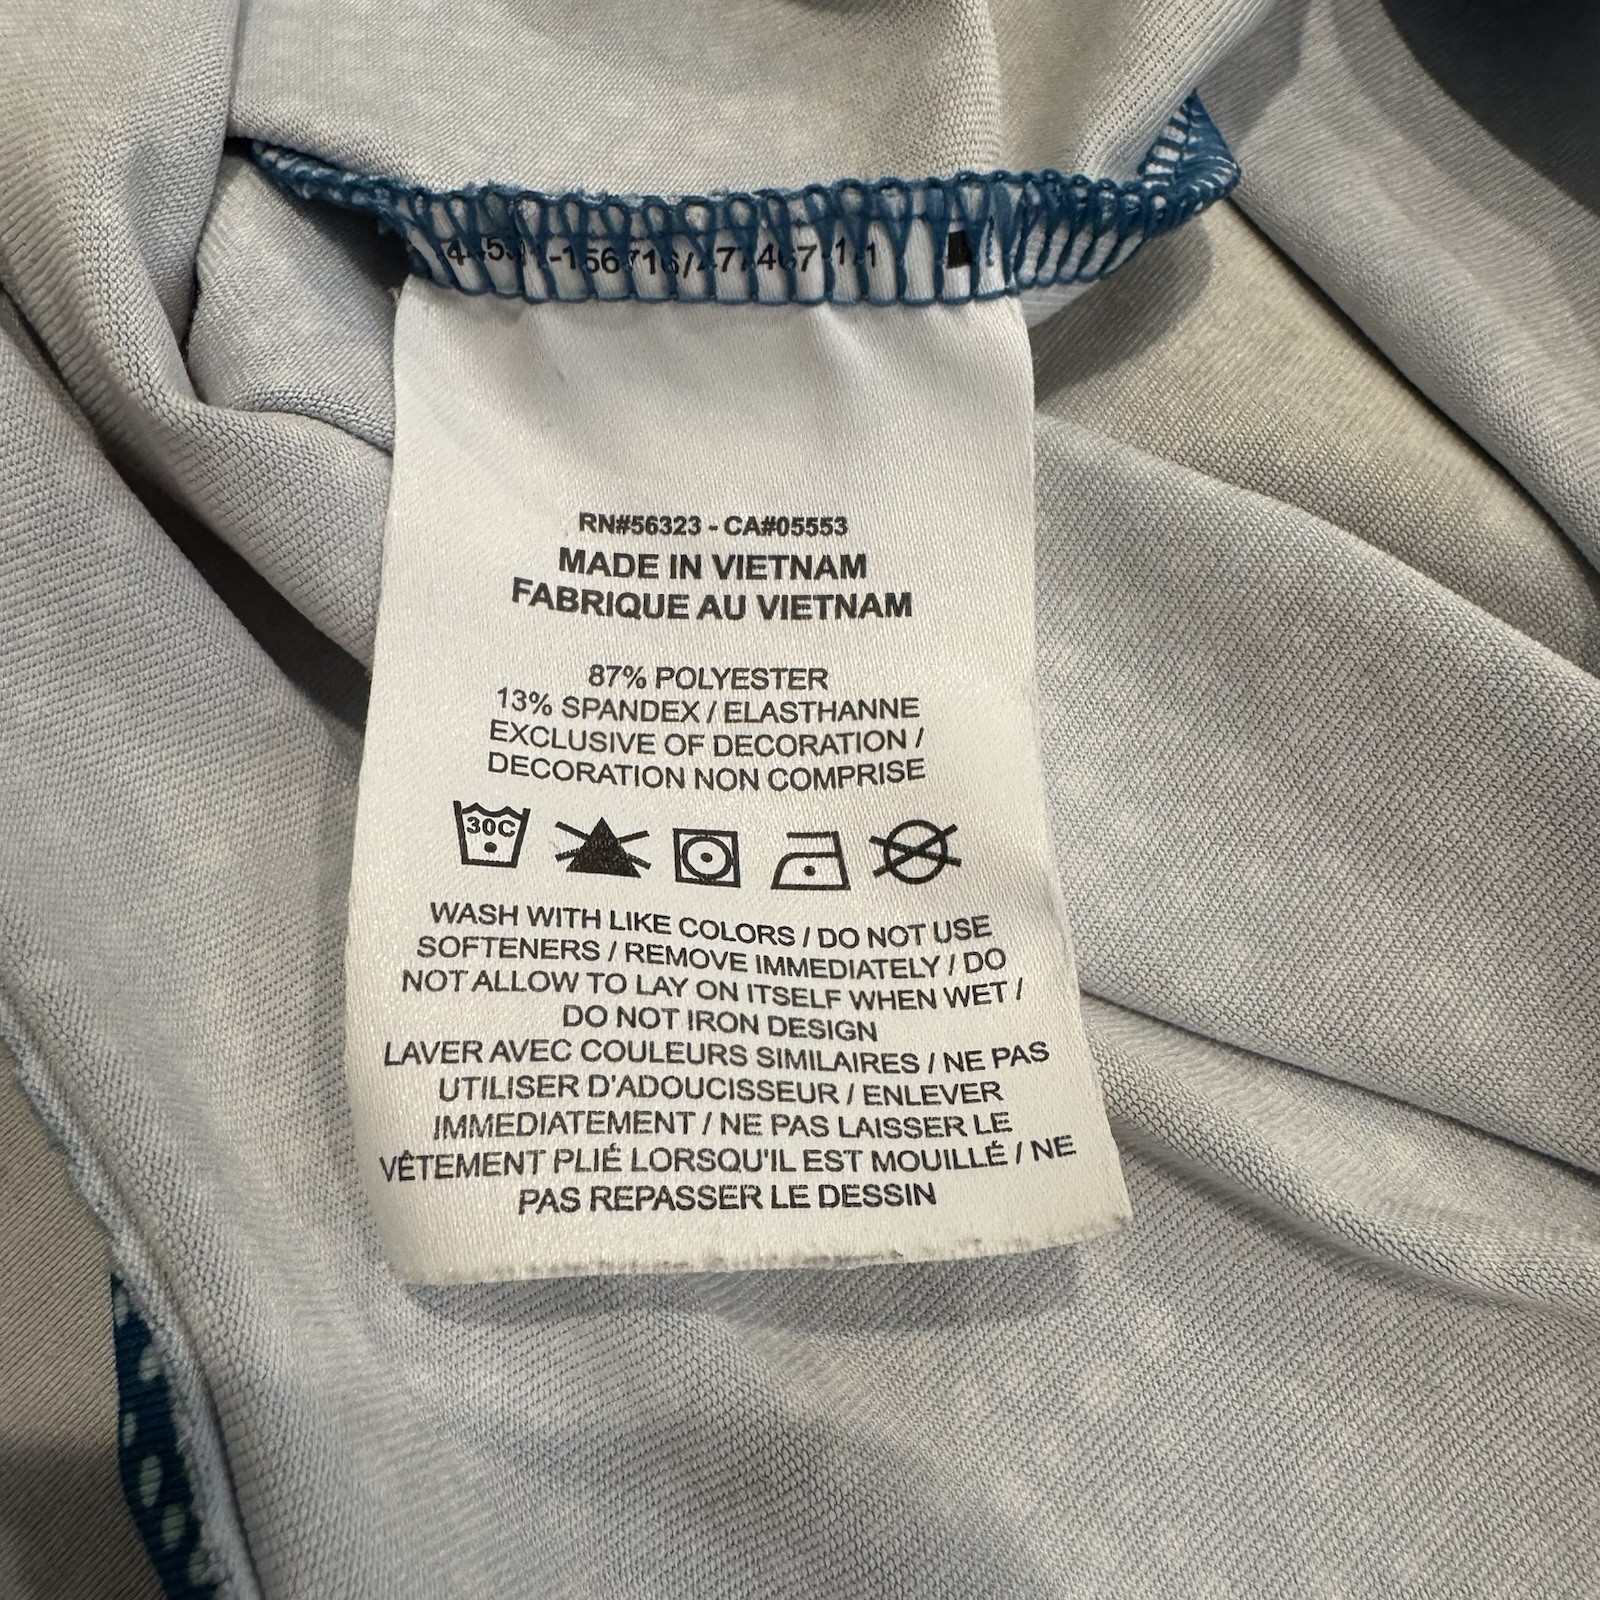 RN#56323 - CA#05553
MADE IN VIETNAM
FABRIQUE AU VIETNAM
87% POLYESTER
13% SPANDEX / ELASTHANNE
EXCLUSIVE OF DECORATION /
DECORATION NON COMPRISE
30C
WASH WITH LIKE COLORS / DO NOT USE
SOFTENERS / REMOVE IMMEDIATELY / DO
NOT ALLOW TO LAY ON ITSELF WHEN WET /
DO NOT IRON DESIGN
LAVER AVEC COULEURS SIMILAIRES / NE PAS
UTILISER D'ADOUCISSEUR / ENLEVER
IMMEDIATEMENT / NE PAS LAISSER LE
VÊTEMENT PLIÉ LORSQU'IL EST MOUILLÉ / NE
PAS REPASSER LE DESSIN